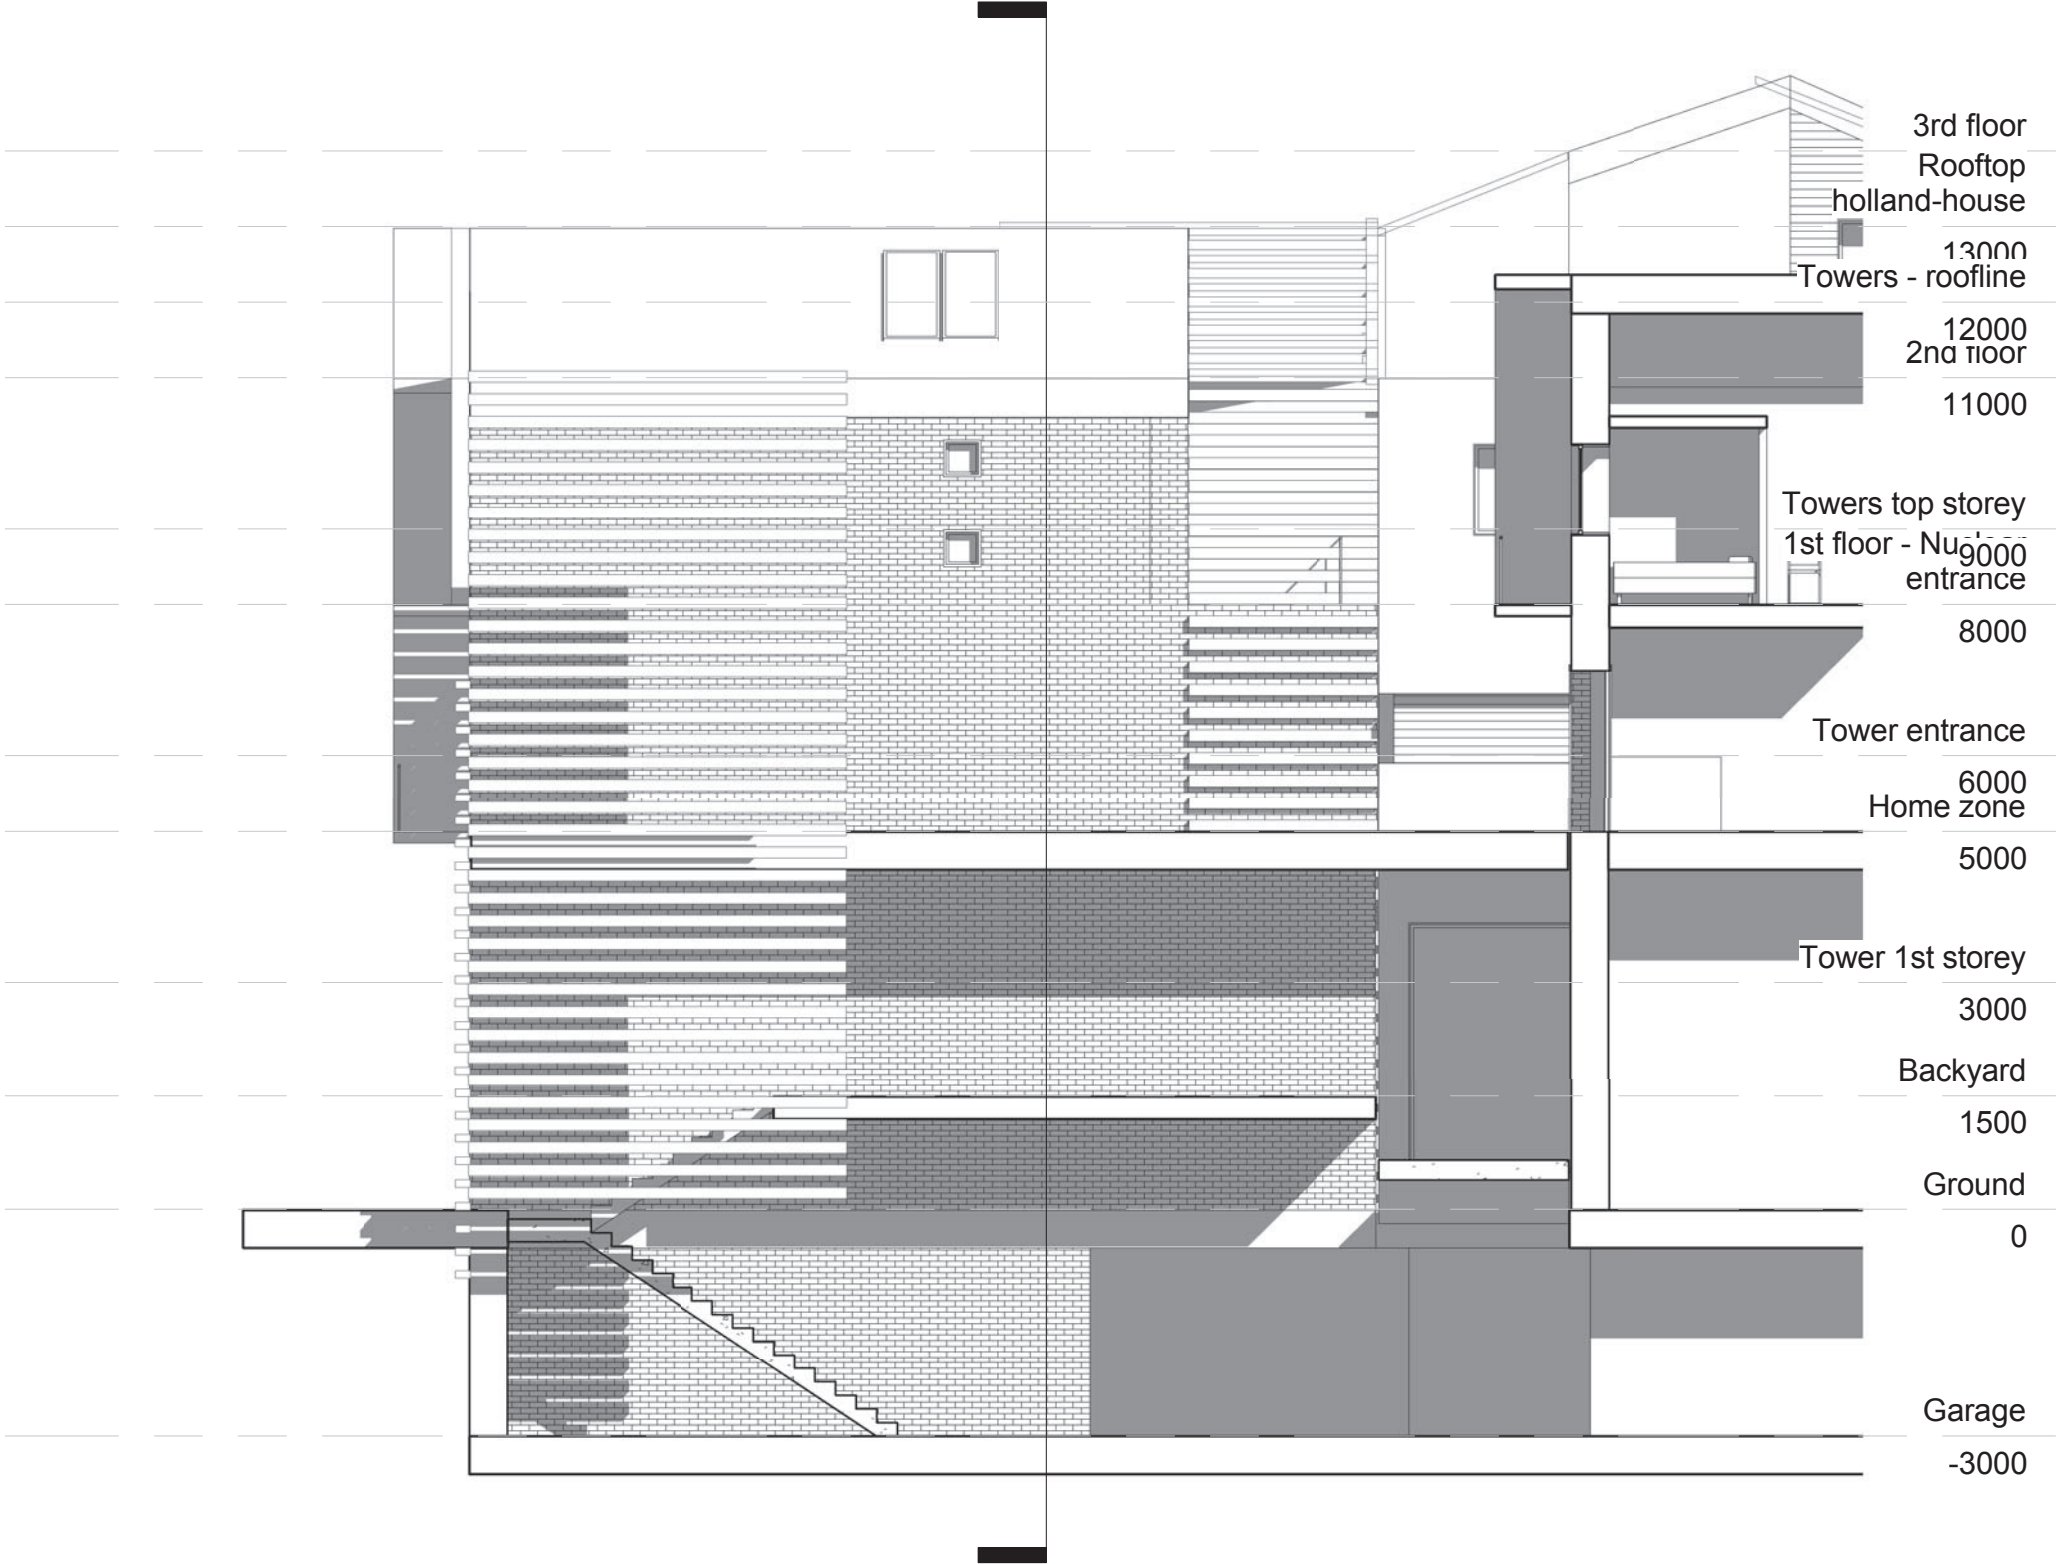 3rd floor
Rooftop
holland-house
13000
Towers - roofline
12000
2nd floor
11000
Towers top storey
1st floor - Nuclear
9000
entrance
8000
Tower entrance
6000
Home zone
5000
Tower 1st storey
3000
Backyard
1500
Ground
0
Garage
-3000